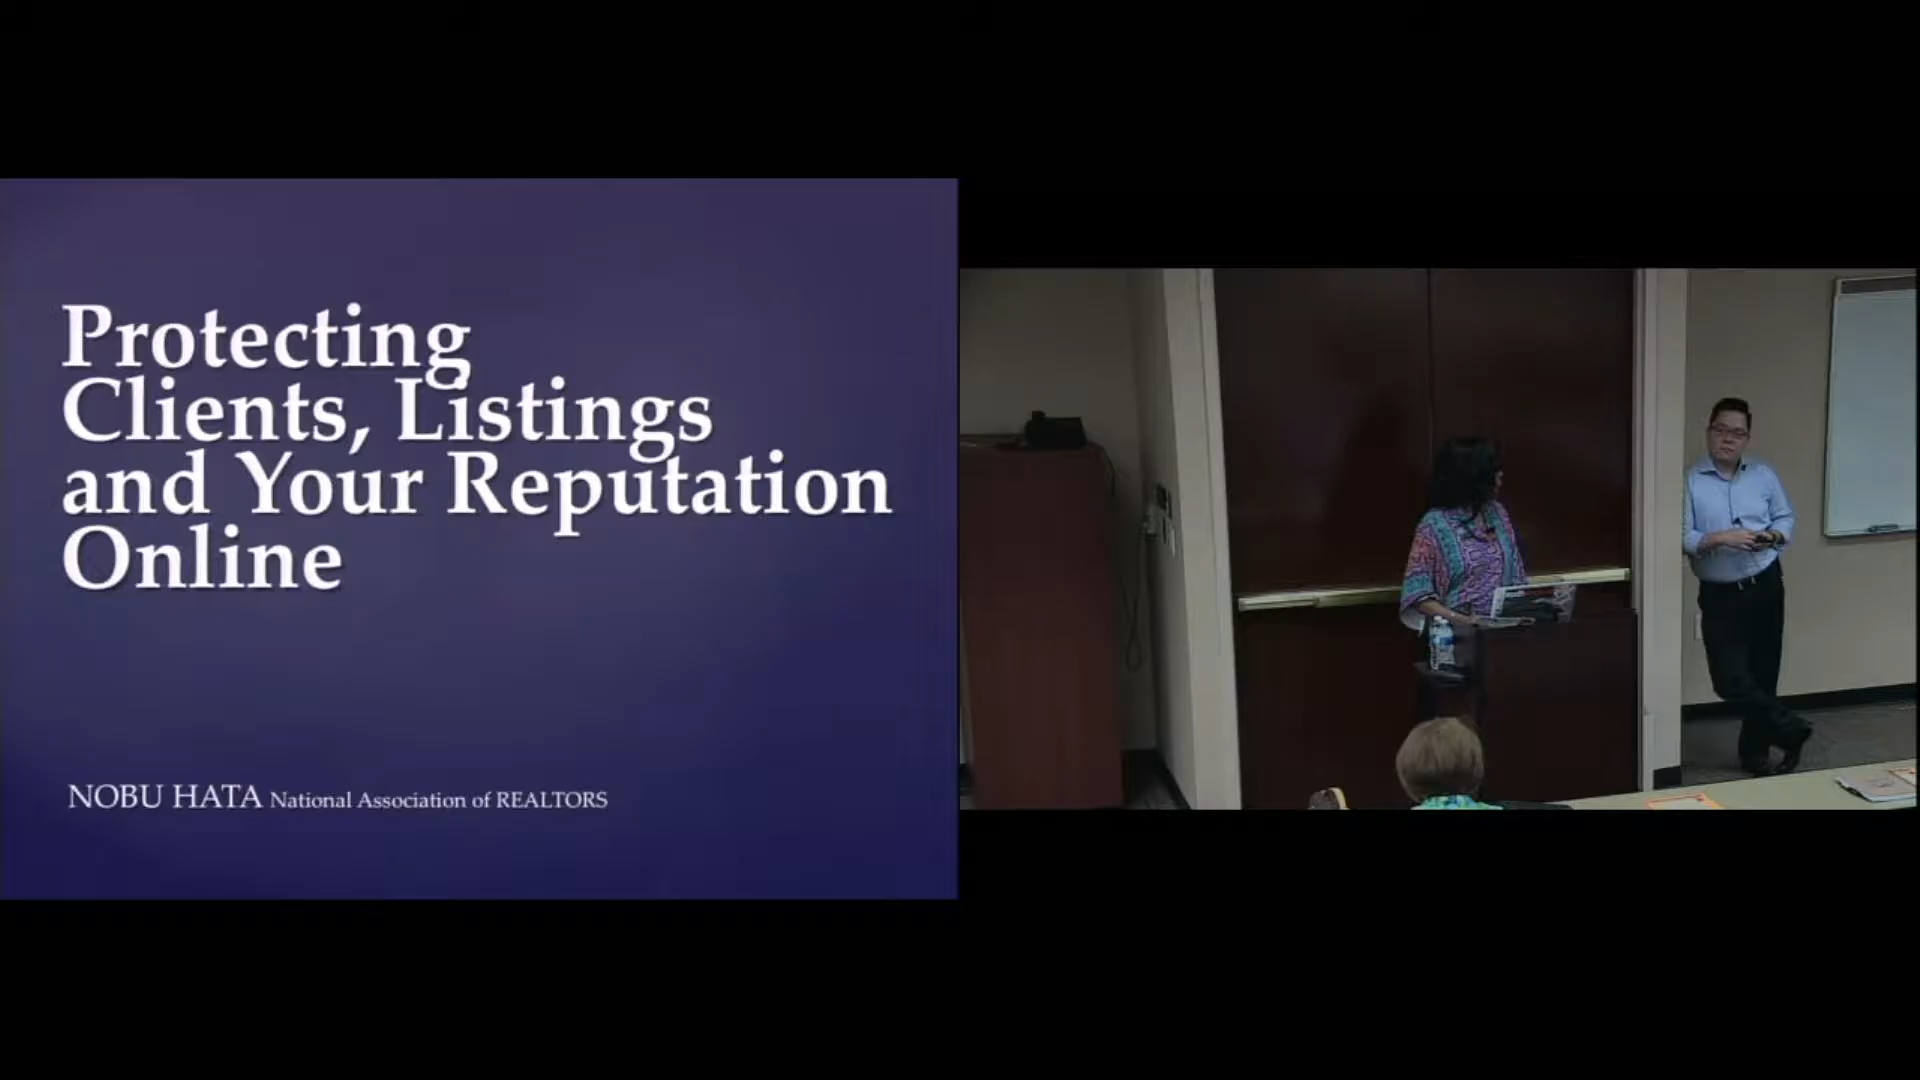 Protecting
Clients, Listings
and Your Reputation
Online
NOBU HATA National Association of REALTORS